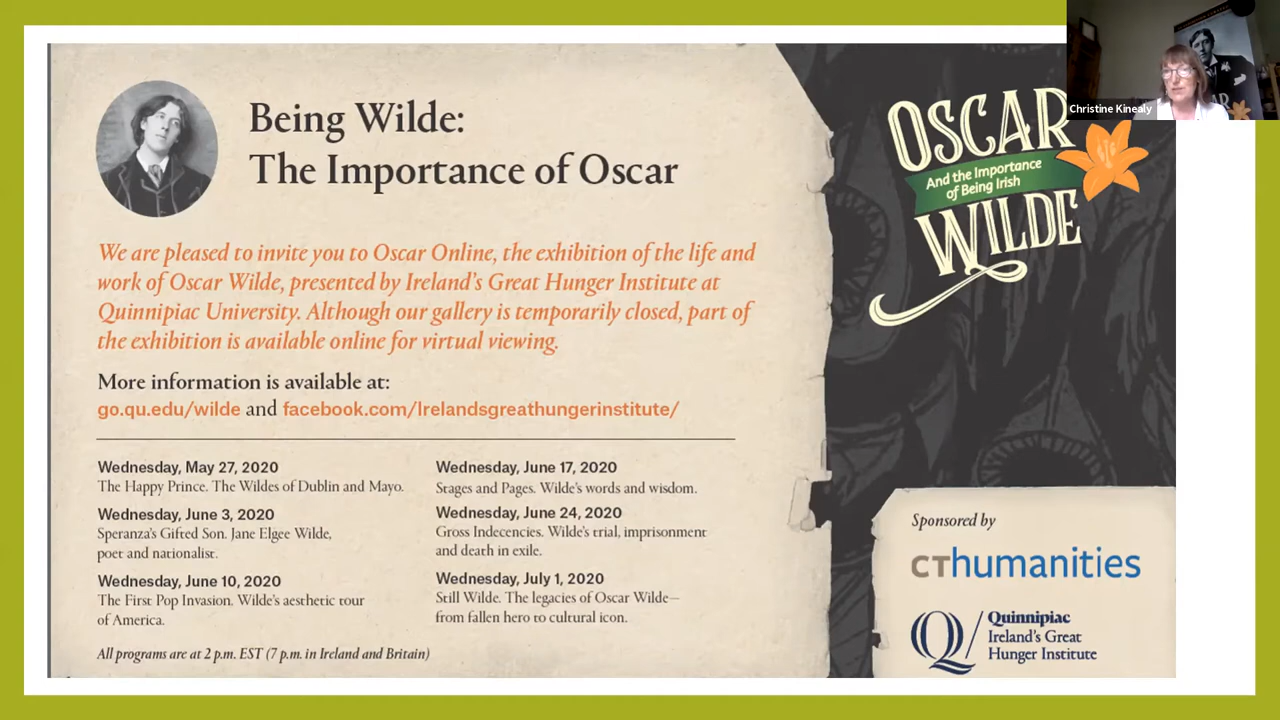 Christine Kinealy
Being Wilde:
The Importance of Oscar
We are pleased to invite you to Oscar Online, the exhibition of the life and
work of Oscar Wilde, presented by Ireland's Great Hunger Institute at
Quinnipiac University. Although our gallery is temporarily closed, part of
the exhibition is available online for virtual viewing.
More information is available at:
go.qu.edu/wilde and facebook.com/Irelandsgreathungerinstitute/
Wednesday, May 27, 2020
The Happy Prince. The Wildes of Dublin and Mayo.
Wednesday, June 3, 2020
Speranza's Gifted Son. Jane Elgee Wilde,
poet and nationalist.
Wednesday, June 10, 2020
The First Pop Invasion. Wilde's aesthetic tour
of America.
Wednesday, June 17, 2020
Stages and Pages. Wilde's words and wisdom.
Wednesday, June 24, 2020
Gross Indecencies. Wilde's trial, imprisonment
and death in exile.
Wednesday, July 1, 2020
Still Wilde. The legacies of Oscar Wilde—
from fallen hero to cultural icon.
All programs are at 2 p.m. EST (7 p.m. in Ireland and Britain)
OSCAR
And the Importance
of Being Irish
WILDE
Sponsored by
CThumanities
Q/ Quinnipiac
Ireland's Great
Hunger Institute